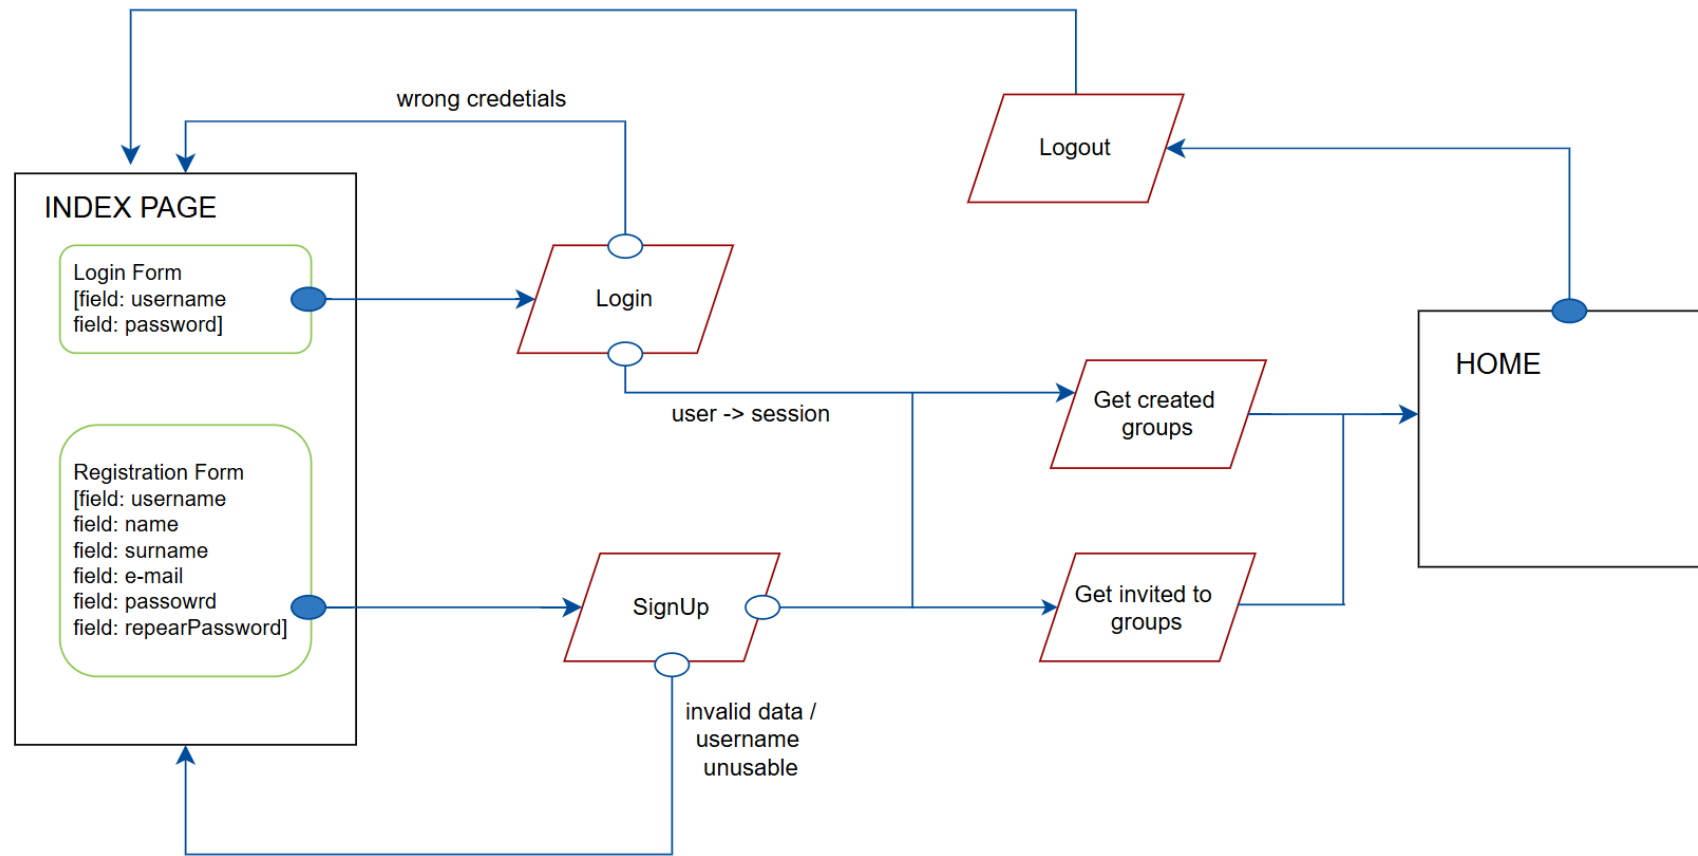 wrong credetials
Logout
INDEX PAGE
Login Form
[field: username
field: password]
Login
user -> session
Get created
groups
HOME
Registration Form
[field: username
field: name
field: surname
field: e-mail
field: passowrd
field: repearPassword]
SignUp
Get invited to
groups
invalid data /
username
unusable